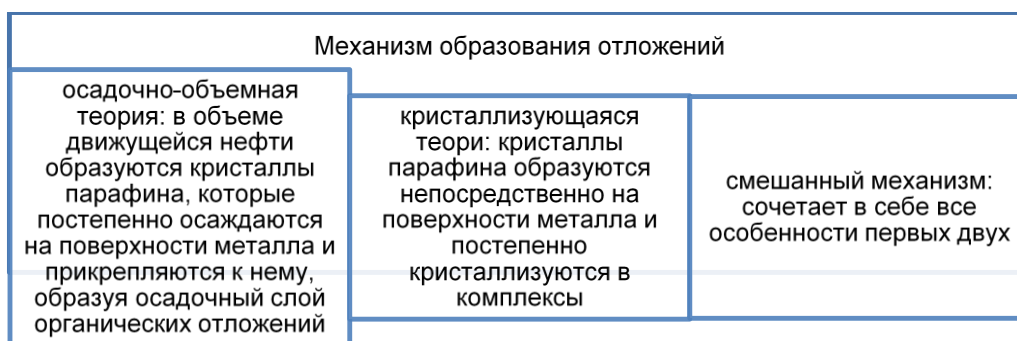 Механизм образования отложений
осадочно-объемная
теория: в объеме
движущейся нефти
образуются кристаллы
парафина, которые
постепенно осаждаются
на поверхности металла и
прикрепляются к нему,
образуя осадочный слой
органических отложений
кристаллизующаяся
теори: кристаллы
парафина образуются
непосредственно на
поверхности металла и
постепенно
кристаллизуются в
комплексы
смешанный механизм:
сочетает в себе все
особенности первых двух